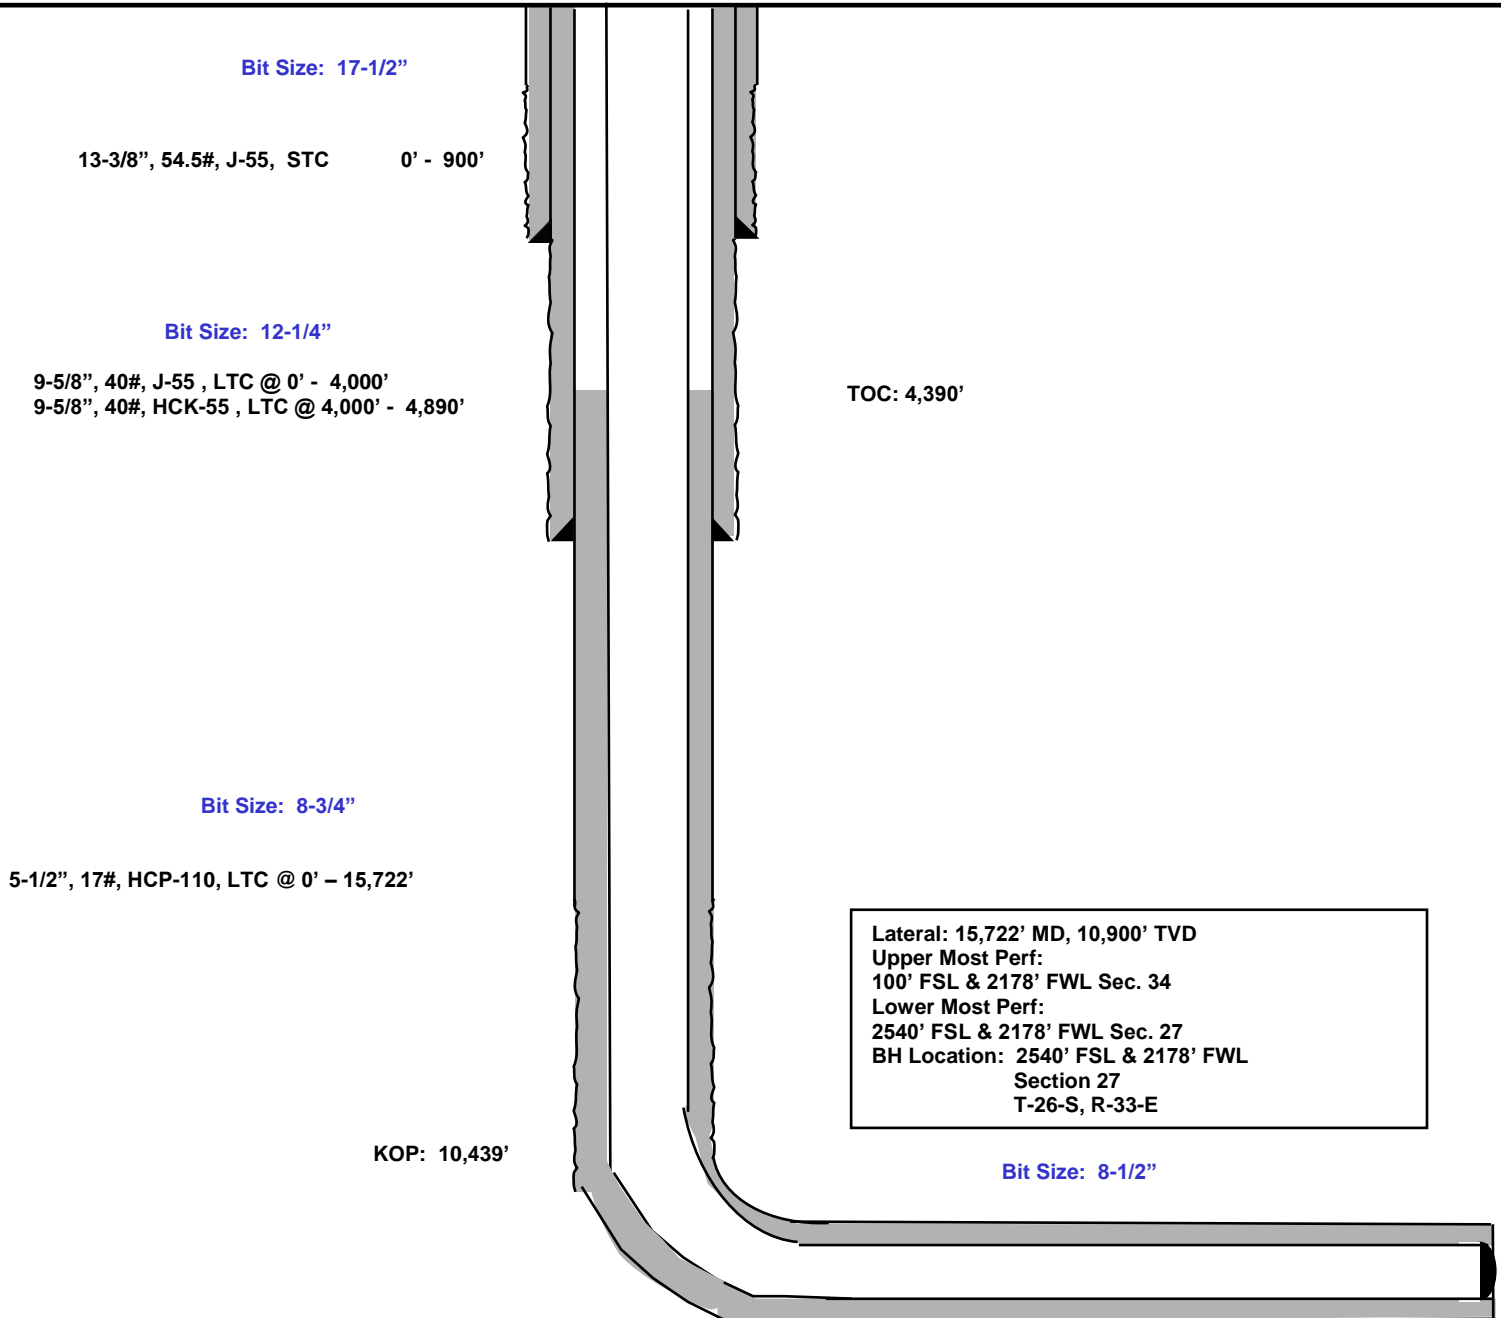 Bit Size: 17-1/2”
13-3/8”, 54.5#, J-55, STC 0’ - 900’
Bit Size: 12-1/4”
9-5/8”, 40#, J-55 , LTC @ 0’ - 4,000’
9-5/8”, 40#, HCK-55 , LTC @ 4,000’ - 4,890’
TOC: 4,390’
Bit Size: 8-3/4”
5-1/2”, 17#, HCP-110, LTC @ 0’ – 15,722’
Lateral: 15,722’ MD, 10,900’ TVD
Upper Most Perf:
100’ FSL & 2178’ FWL Sec. 34
Lower Most Perf:
2540’ FSL & 2178’ FWL Sec. 27
BH Location: 2540’ FSL & 2178’ FWL
Section 27
T-26-S, R-33-E
KOP: 10,439’
Bit Size: 8-1/2”